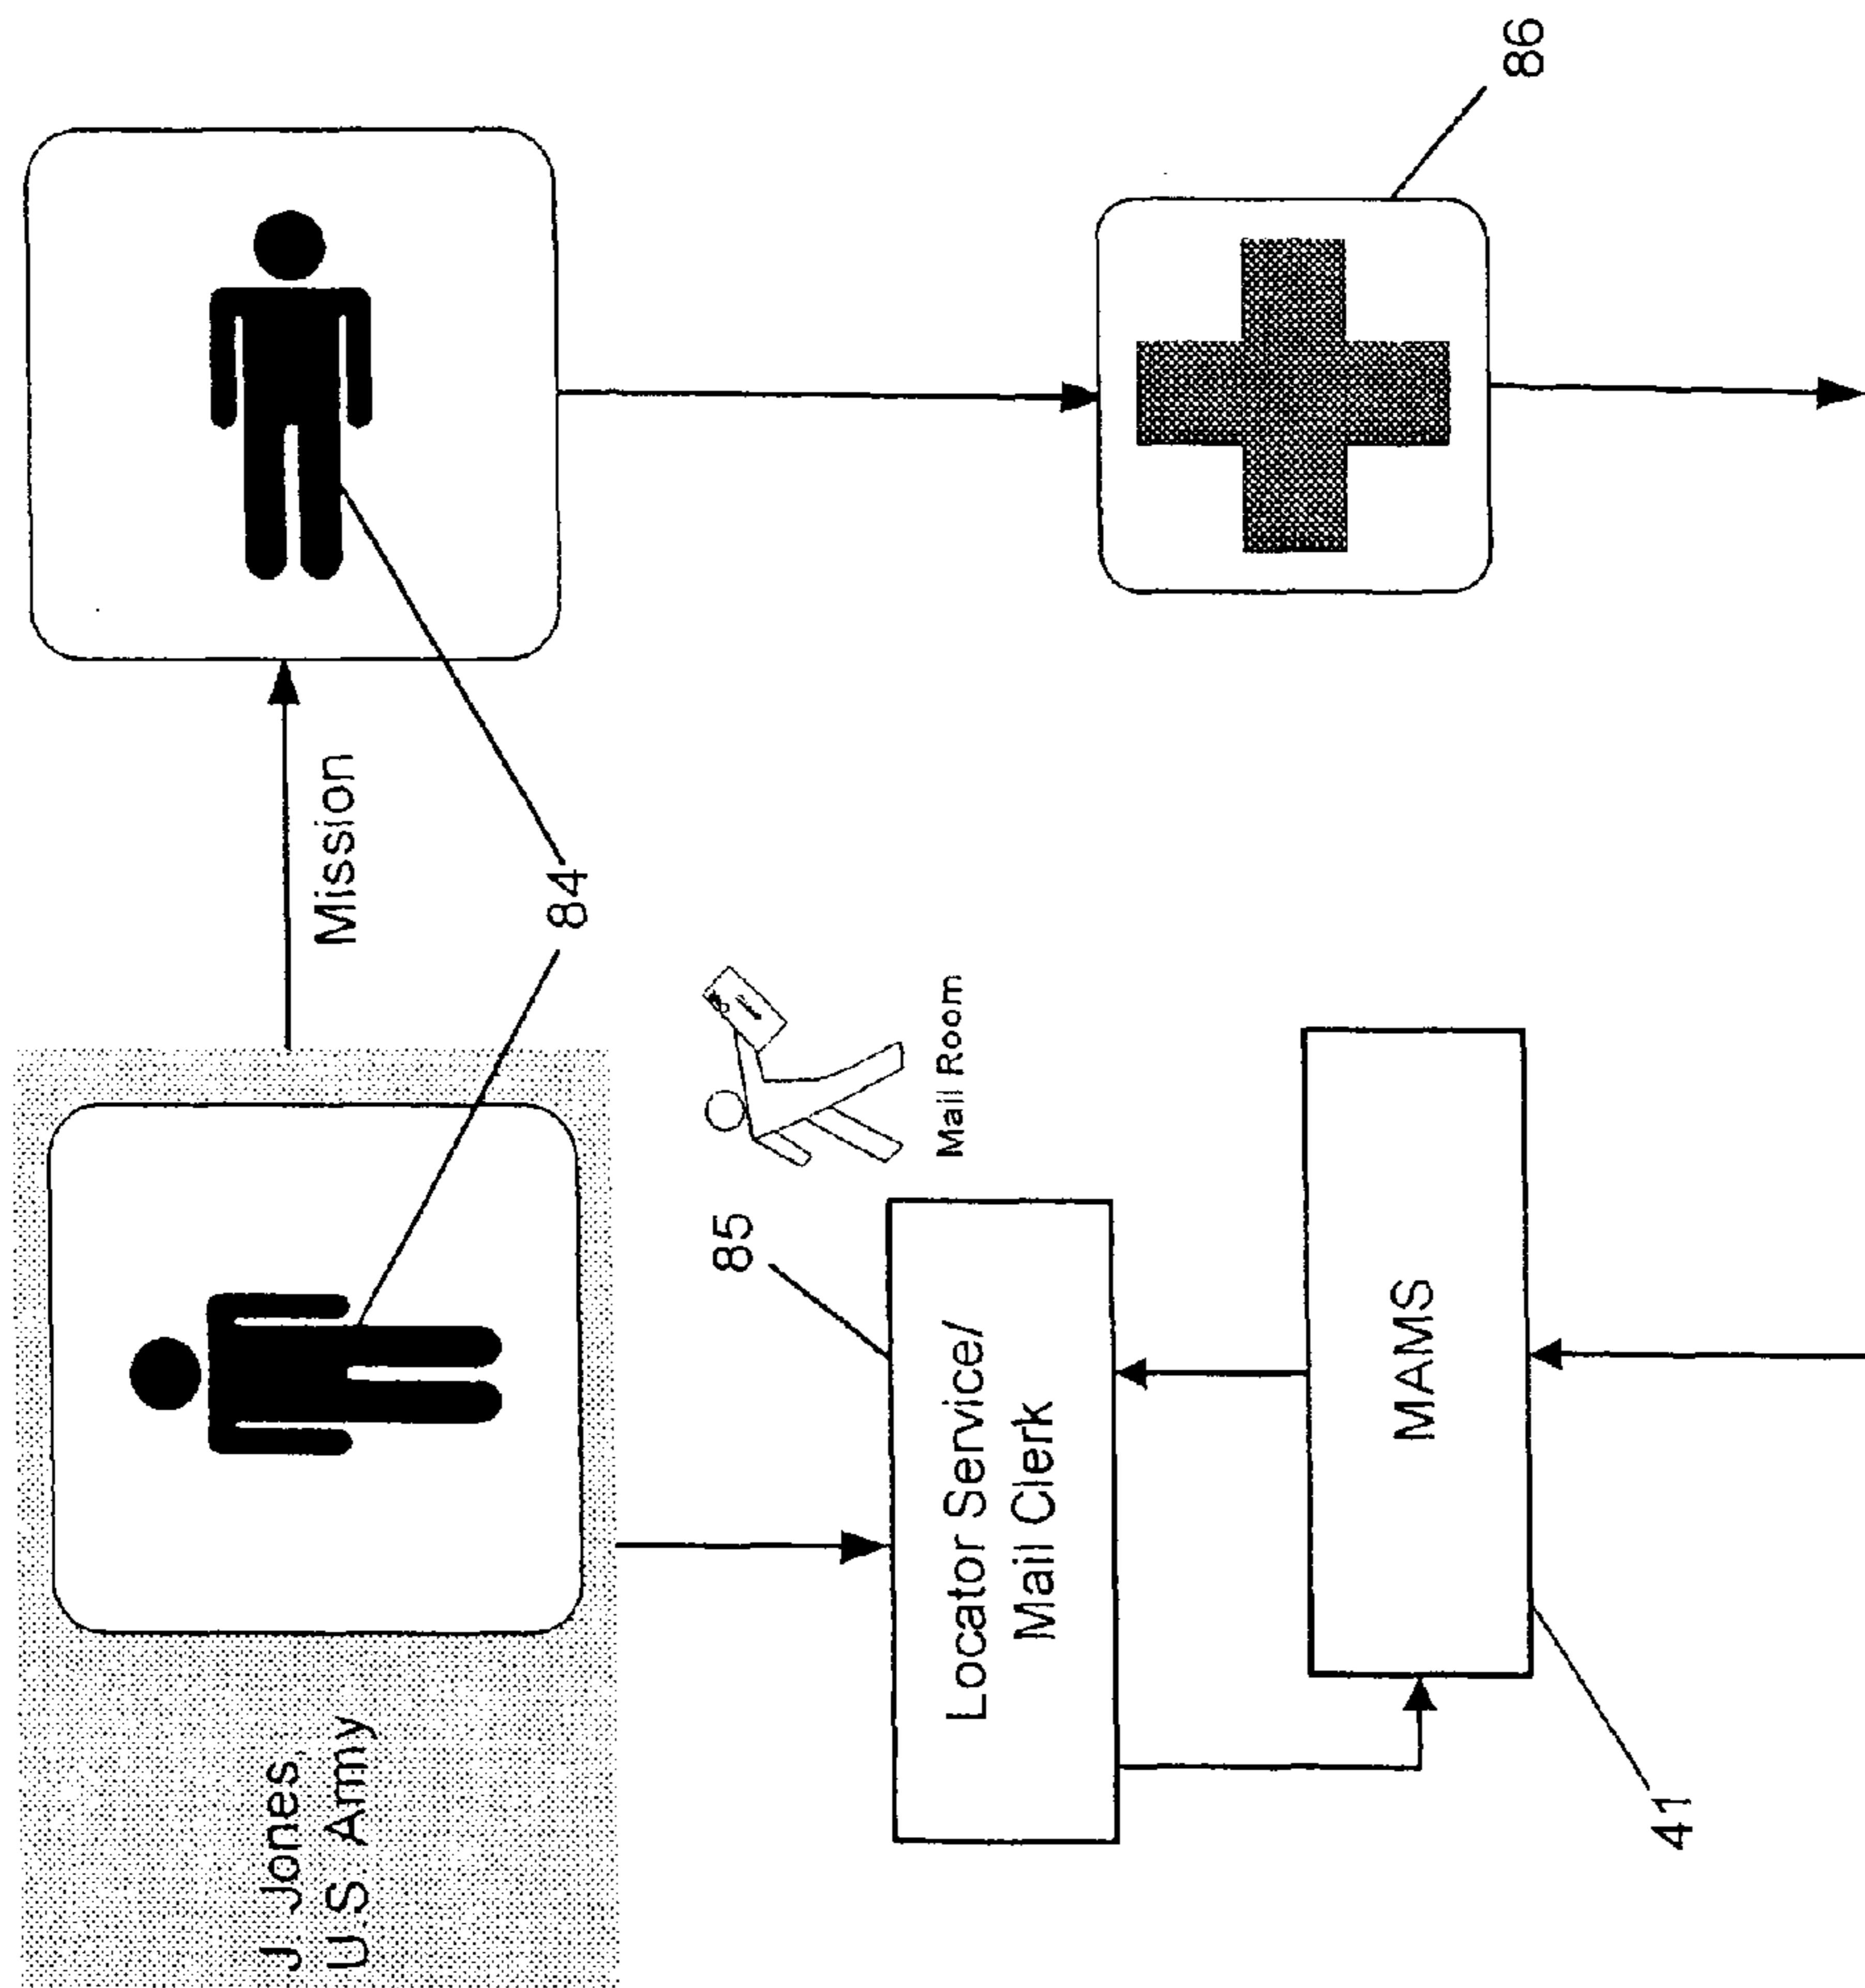 J. Jones,
U.S. Army
Mission
84
85
Mail Room
Locator Service/
Mail Clerk
MAMS
41
86